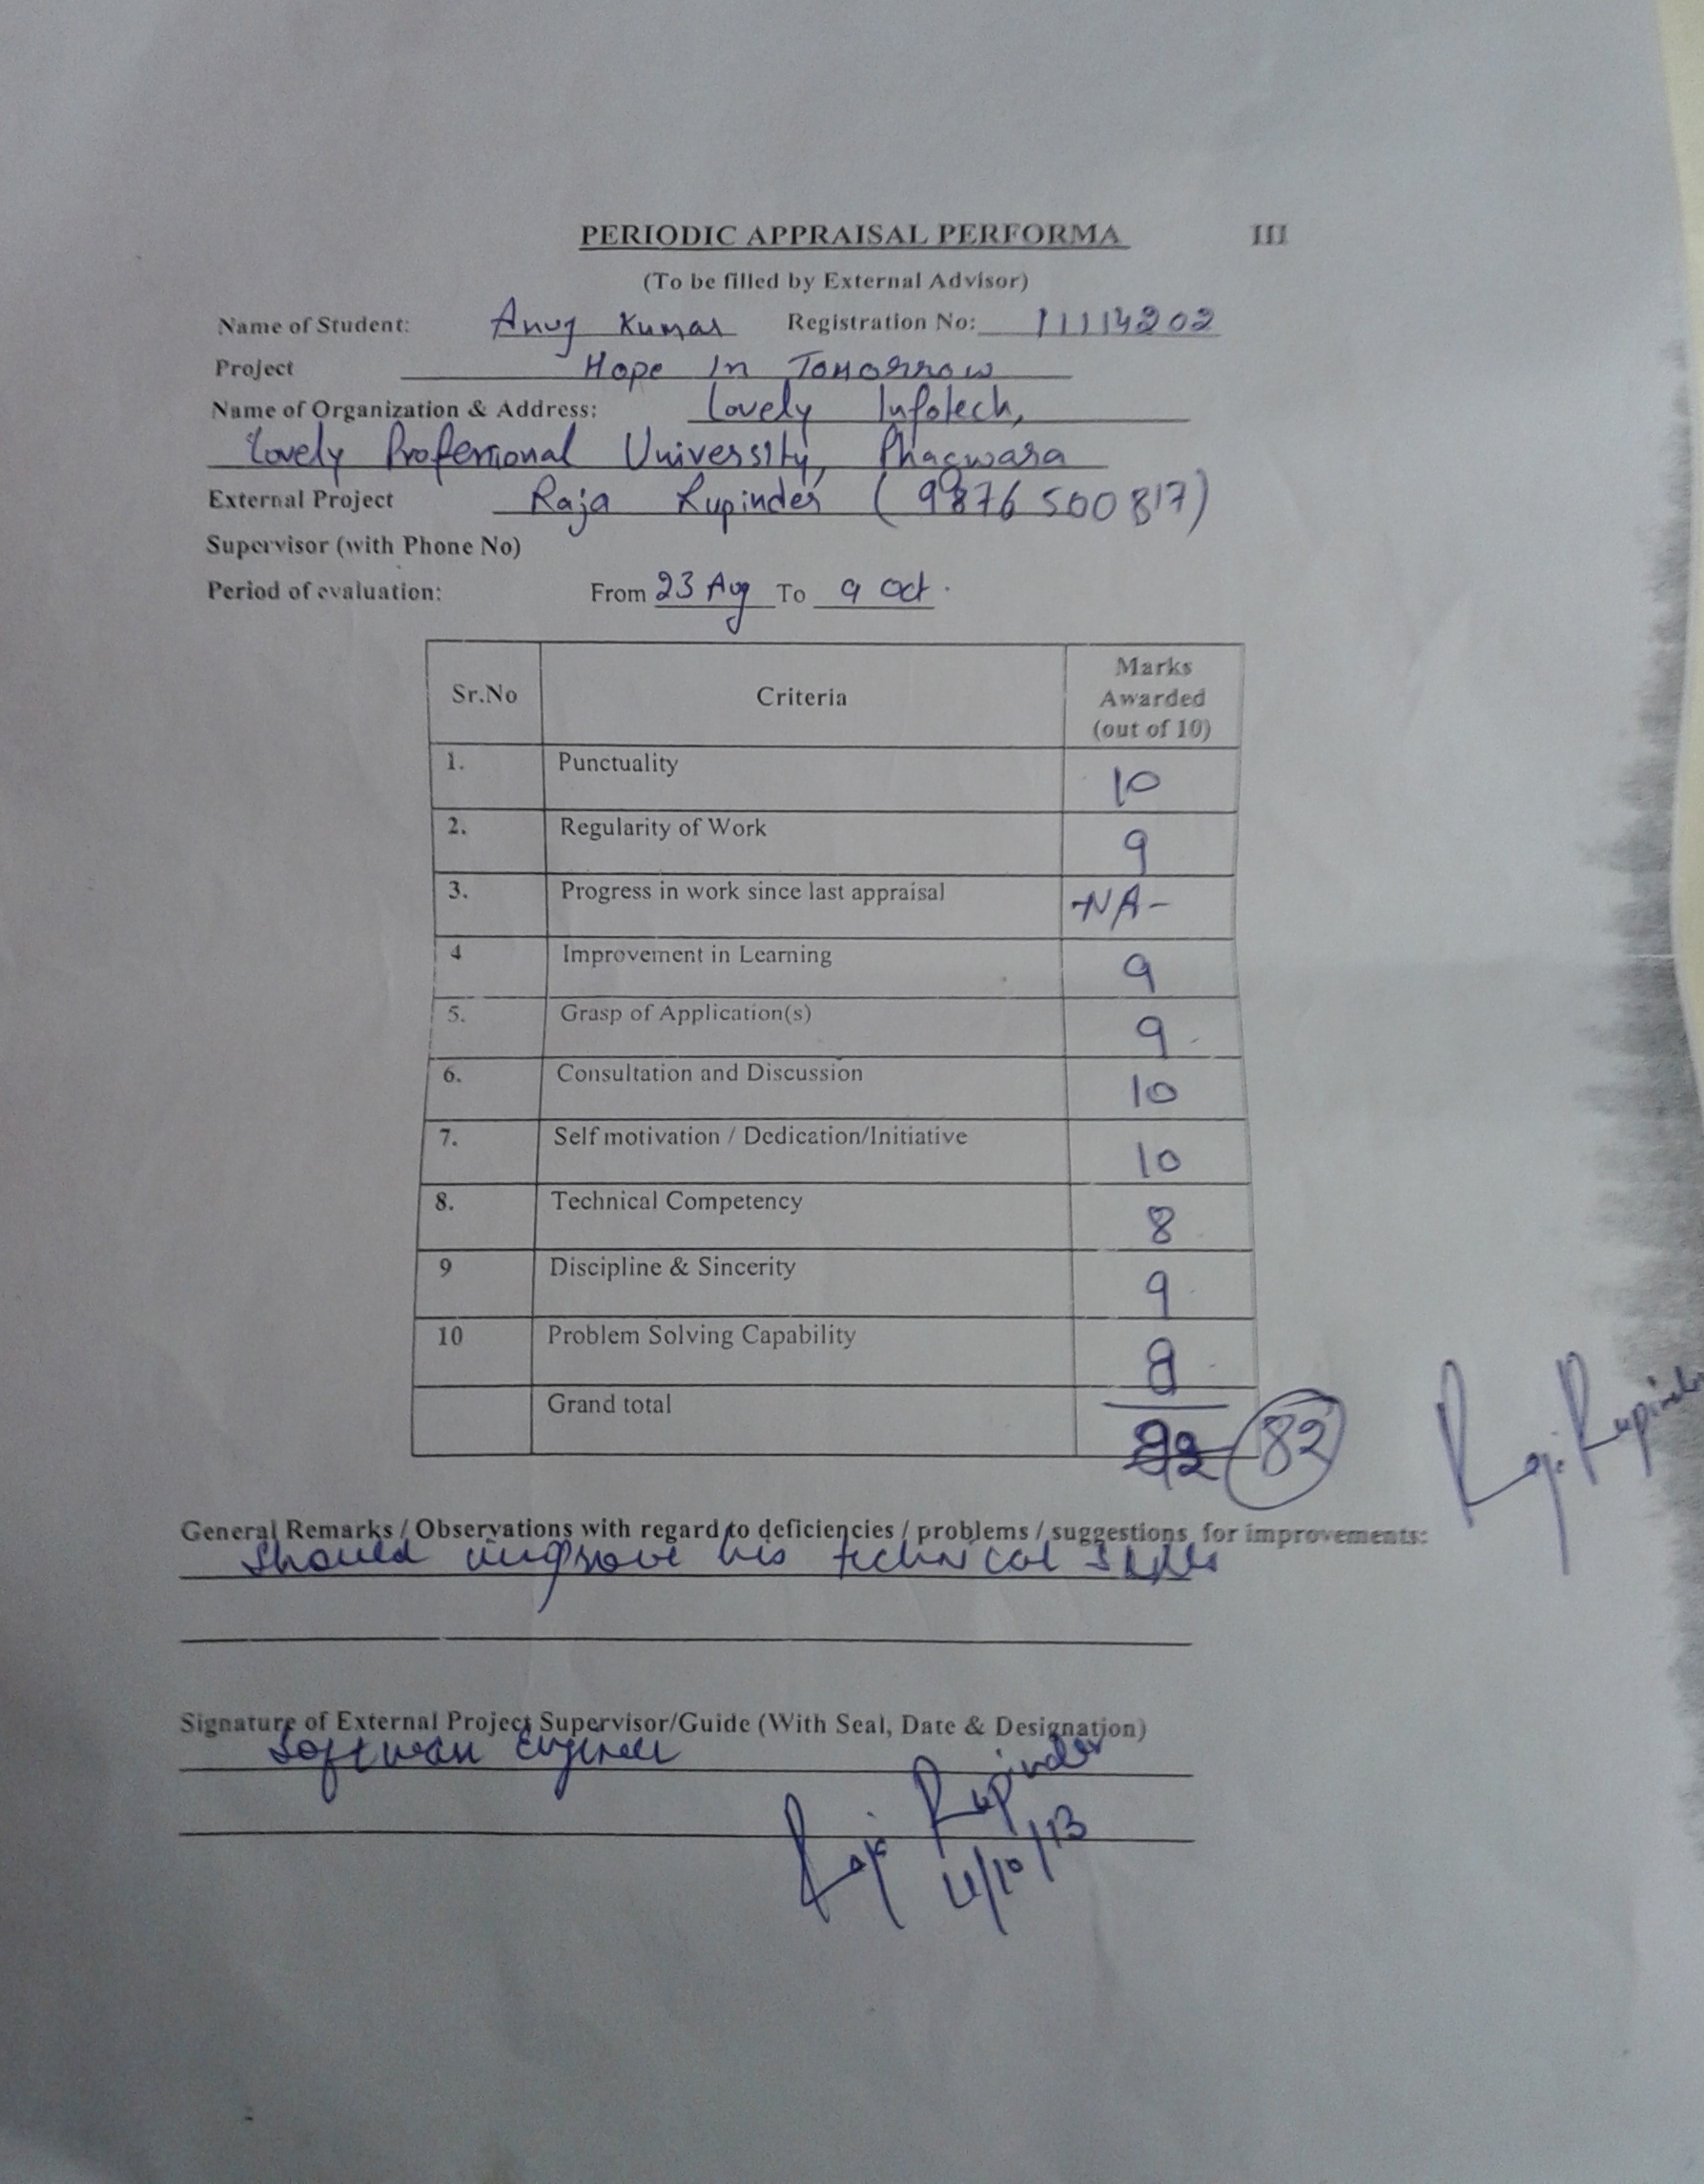 PERIODIC APPRAISAL PERFORMA III
(To be filled by External Advisor)
Name of Student: Anuj Kumar Registration No: 11114202
Project Hope In Tomorrow
Name of Organization & Address: Lovely Infotech,
Lovely Professional University, Phagwara
External Project Raja Rupinder (9876500817)
Supervisor (with Phone No)
Period of evaluation: From 23 Aug To 9 Oct.
Sr.No Criteria Marks Awarded (out of 10)
1. Punctuality 10
2. Regularity of Work 9
3. Progress in work since last appraisal -NA-
4 Improvement in Learning 9
5. Grasp of Application(s) 9
6. Consultation and Discussion 10
7. Self motivation / Dedication/Initiative 10
8. Technical Competency 8
9 Discipline & Sincerity 9
10 Problem Solving Capability 8
Grand total 82
Rupinder
General Remarks / Observations with regard to deficiencies / problems / suggestions for improvements:
Should improve his technical skills
Signature of External Project Supervisor/Guide (With Seal, Date & Designation)
Software Engineer
Rupinder